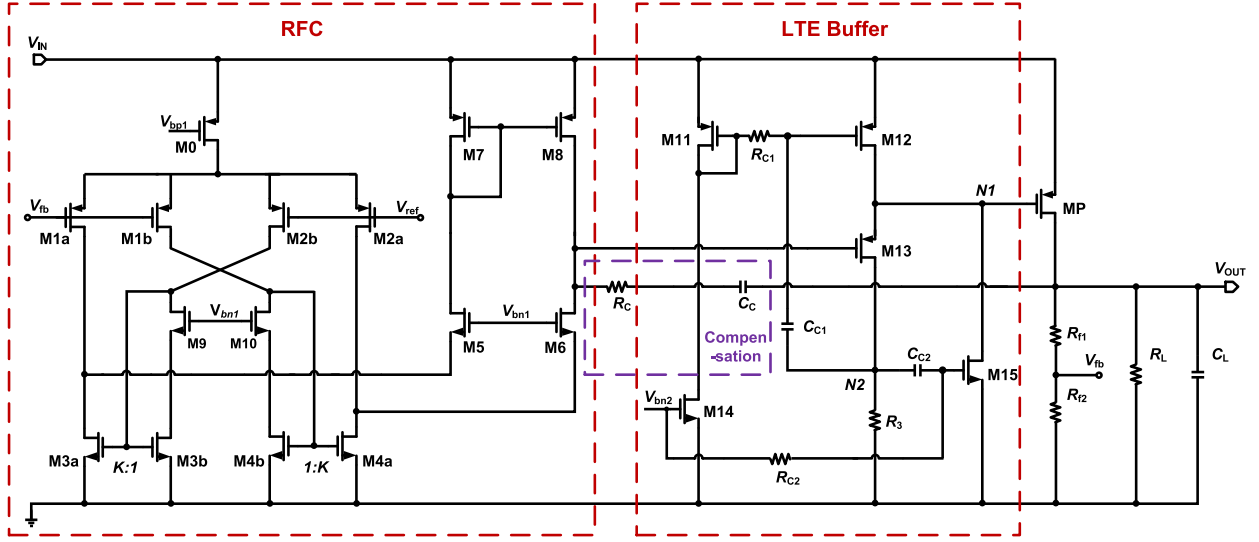 RFC
LTE Buffer
VIN
Vbp1
M0
M7
M8
M11
RC1
M12
N1
MP
Vfb
M1a
M1b
M2b
Vref
M2a
M13
VOUT
RC
CC
Vbn1
M9
M10
Vbn1
M5
M6
Compen
-sation
CC1
Rf1
Vfb
Rf2
RL
CL
N2
CC2
M15
Vbn2
M14
R3
RC2
M3a
K:1
M3b
M4b
1:K
M4a